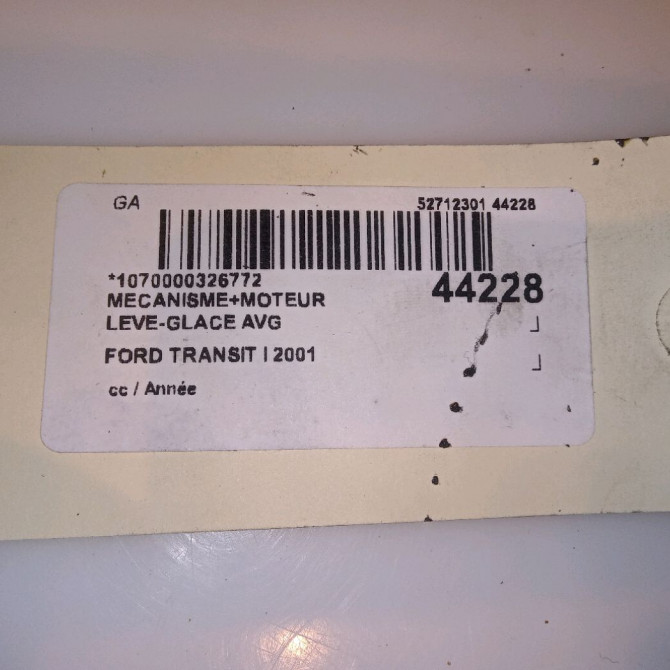 GA 52712301 44228
*1070000326772
44228
MECANISME+MOTEUR
LEVE-GLACE AVG
FORD TRANSIT I 2001
cc / Année